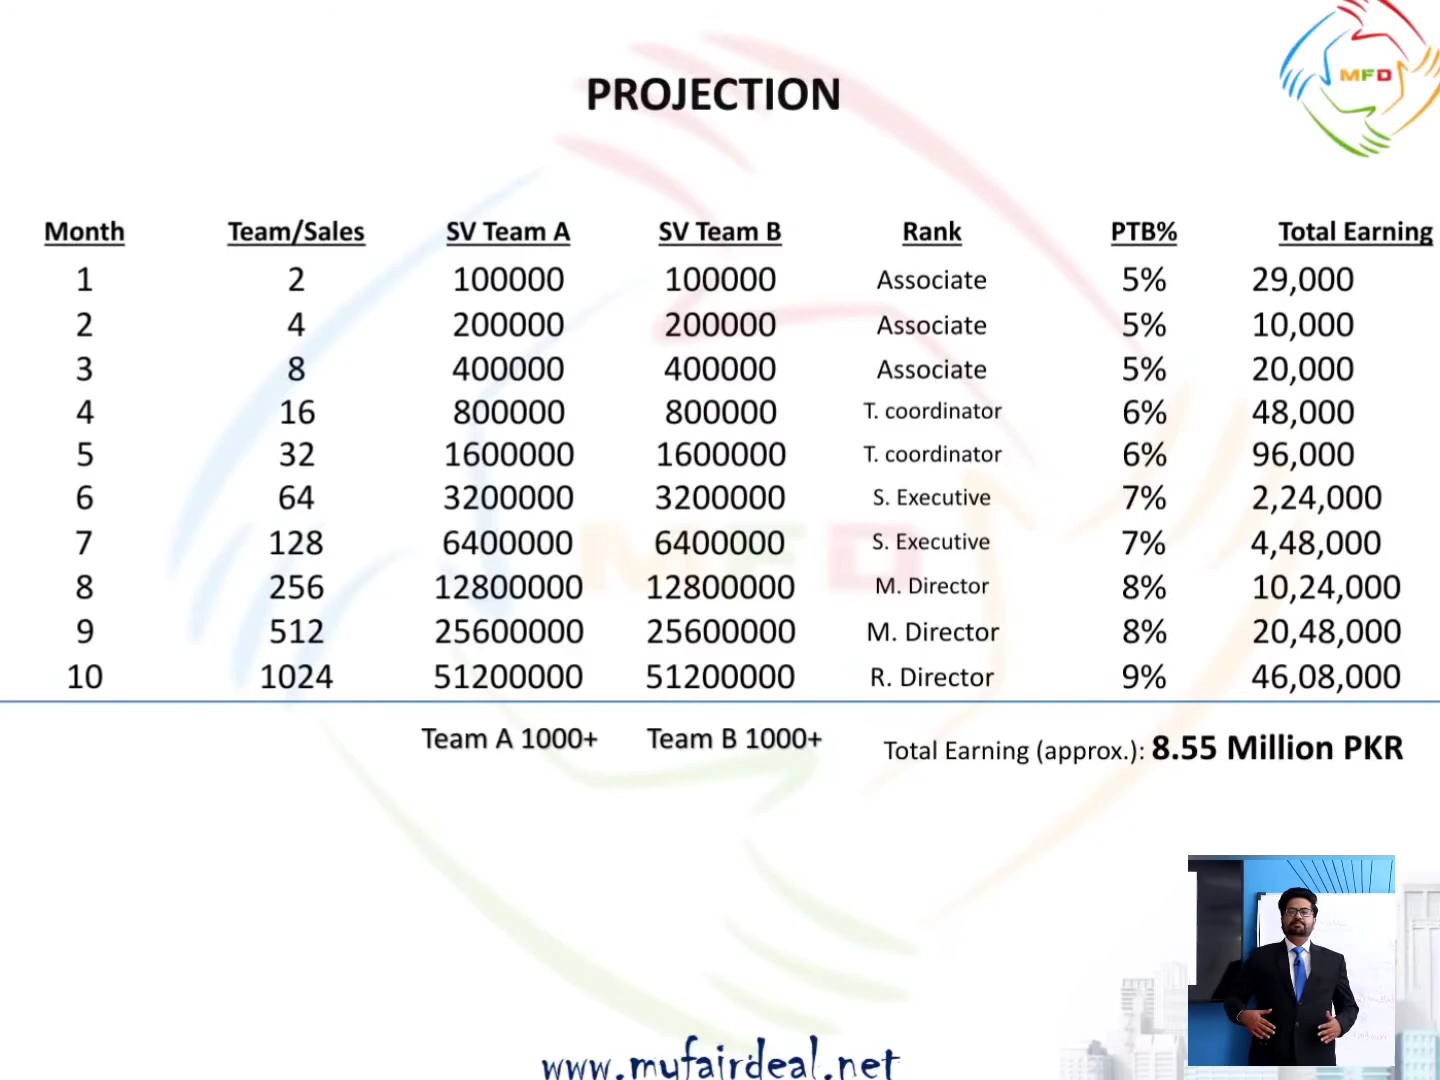 MFD
PROJECTION
Month Team/Sales SV Team A SV Team B Rank PTB% Total Earning
1 2 100000 100000 Associate 5% 29,000
2 4 200000 200000 Associate 5% 10,000
3 8 400000 400000 Associate 5% 20,000
4 16 800000 800000 T. coordinator 6% 48,000
5 32 1600000 1600000 T. coordinator 6% 96,000
6 64 3200000 3200000 S. Executive 7% 2,24,000
7 128 6400000 6400000 S. Executive 7% 4,48,000
8 256 12800000 12800000 M. Director 8% 10,24,000
9 512 25600000 25600000 M. Director 8% 20,48,000
10 1024 51200000 51200000 R. Director 9% 46,08,000
Team A 1000+ Team B 1000+ Total Earning (approx.): 8.55 Million PKR
MFD
www.mufairdeal.net